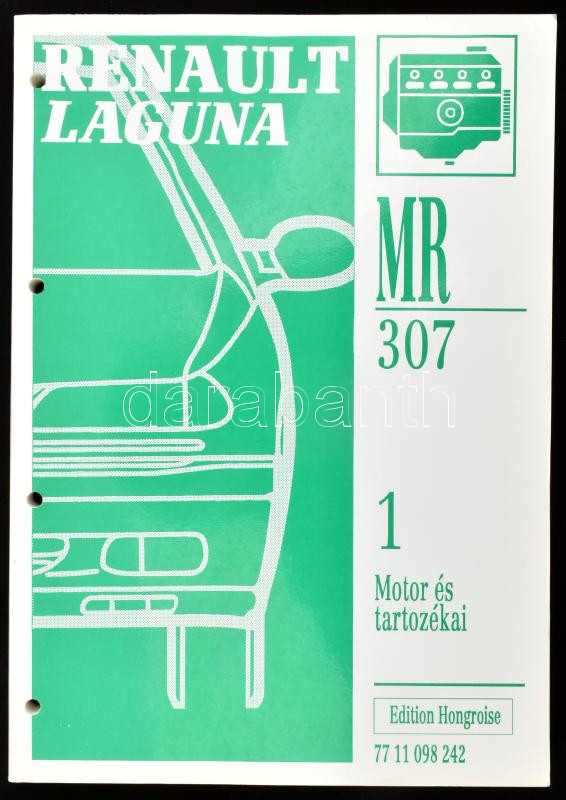 RENAULT
LAGUNA
MR
307
darabanth
1
Motor és
tartozékai
Edition Hongroise
77 11 098 242